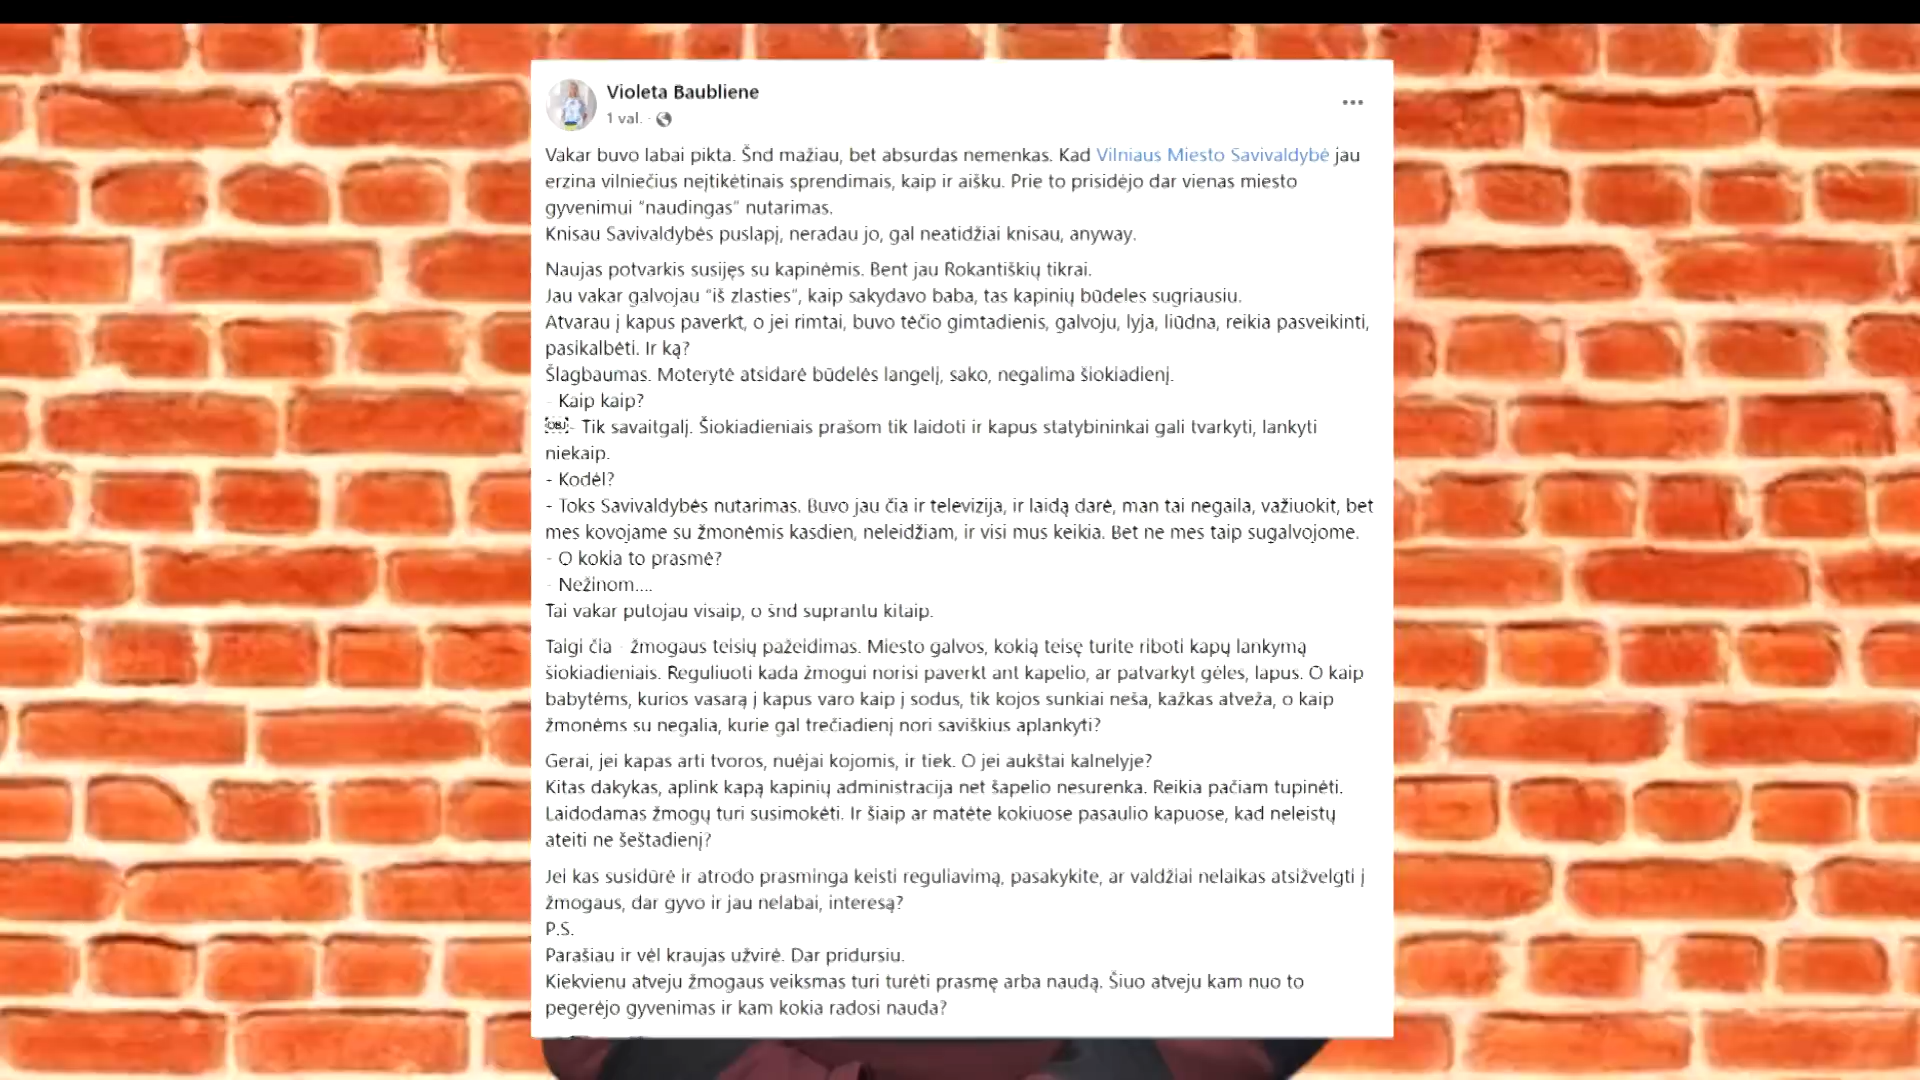 Violeta Baubliene
1 val. ·
Vakar buvo labai pikta. Šnd mažiau, bet absurdas nemenkas. Kad Vilniaus Miesto Savivaldybė jau
erzina vilniečius neįtikėtinais sprendimais, kaip ir aišku. Prie to prisidėjo dar vienas miesto
gyvenimui “naudingas” nutarimas.
Knisau Savivaldybės puslapį, neradau jo, gal neatidžiai knisau, anyway.
Naujas potvarkis susijęs su kapinėmis. Bent jau Rokantiškių tikrai.
Jau vakar galvojau “iš zlasties”, kaip sakydavo baba, tas kapinių būdeles sugriausiu.
Atvarau į kapus paverkt, o jei rimtai, buvo tėčio gimtadienis, galvoju, lyja, liūdna, reikia pasveikinti,
pasikalbėti. Ir ką?
Šlagbaumas. Moterytė atsidarė būdelės langelį, sako, negalima šiokiadienį.
- Kaip kaip?
- Tik savaitgalį. Šiokiadieniais prašom tik laidoti ir kapus statybininkai gali tvarkyti, lankyti
niekaip.
- Kodėl?
- Toks Savivaldybės nutarimas. Buvo jau čia ir televizija, ir laidą darė, man tai negaila, važiuokit, bet
mes kovojame su žmonėmis kasdien, neleidžiam, ir visi mus keikia. Bet ne mes taip sugalvojome.
- O kokia to prasmė?
- Nežinom....
Tai vakar putojau visaip, o šnd suprantu kitaip.
Taigi čia - žmogaus teisių pažeidimas. Miesto galvos, kokią teisę turite riboti kapų lankymą
šiokiadieniais. Reguliuoti kada žmogui norisi paverkt ant kapelio, ar patvarkyt gėles, lapus. O kaip
babytėms, kurios vasarą į kapus varo kaip į sodus, tik kojos sunkiai neša, kažkas atveža, o kaip
žmonėms su negalia, kurie gal trečiadienį nori saviškius aplankyti?
Gerai, jei kapas arti tvoros, nuėjai kojomis, ir tiek. O jei aukštai kalnelyje?
Kitas dakykas, aplink kapą kapinių administracija net šapelio nesurenka. Reikia pačiam tupinėti.
Laidodamas žmogų turi susimokėti. Ir šiaip ar matėte kokiuose pasaulio kapuose, kad neleistų
ateiti ne šeštadienį?
Jei kas susidūrė ir atrodo prasminga keisti reguliavimą, pasakykite, ar valdžiai nelaikas atsižvelgti į
žmogaus, dar gyvo ir jau nelabai, interesą?
P.S.
Parašiau ir vėl kraujas užvirė. Dar pridursiu.
Kiekvienu atveju žmogaus veiksmas turi turėti prasmę arba naudą. Šiuo atveju kam nuo to
pegerėjo gyvenimas ir kam kokia radosi nauda?